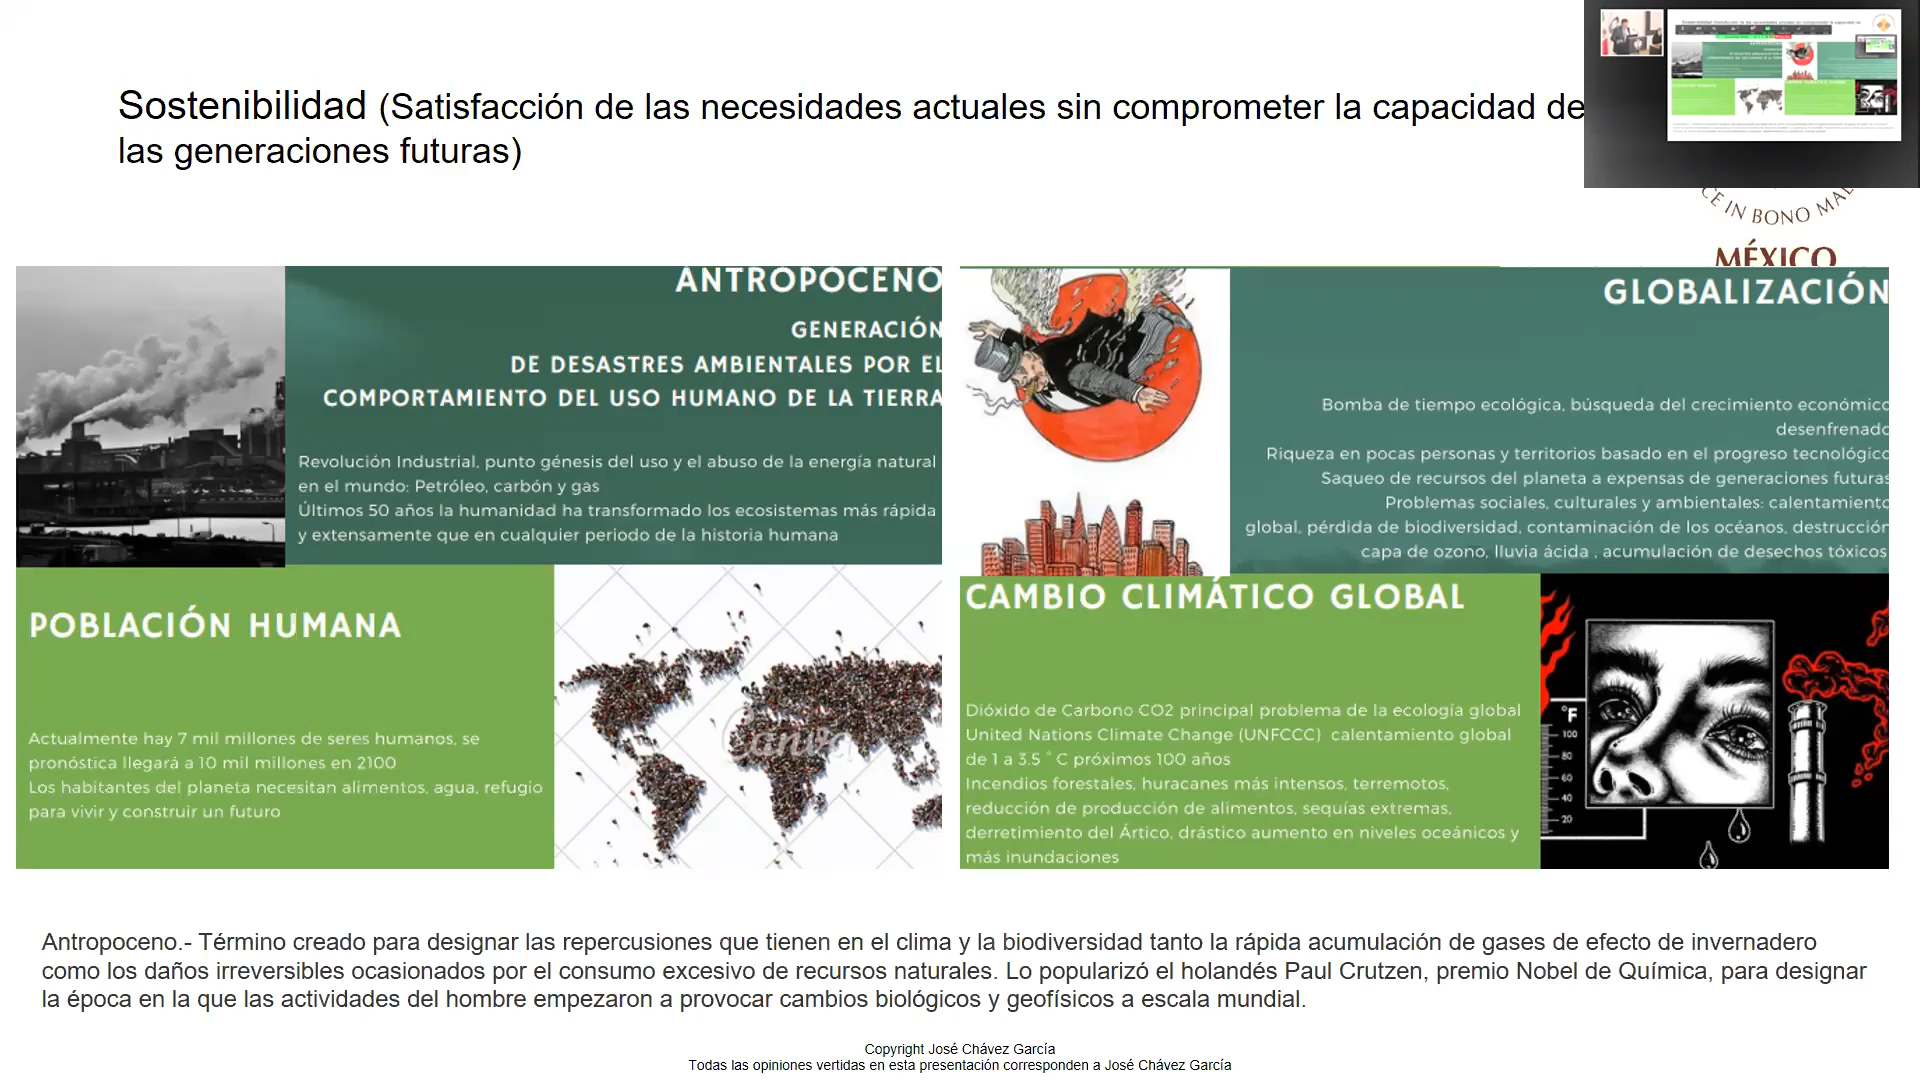 Sostenibilidad (Satisfacción de las necesidades actuales sin comprometer la capacidad de
las generaciones futuras)
CE IN BONO MAL
MÉXICO
ANTROPOCENO
GENERACIÓN
DE DESASTRES AMBIENTALES POR EL
COMPORTAMIENTO DEL USO HUMANO DE LA TIERRA
Revolución Industrial, punto génesis del uso y el abuso de la energía natural
en el mundo: Petróleo, carbón y gas
Últimos 50 años la humanidad ha transformado los ecosistemas más rápida
y extensamente que en cualquier periodo de la historia humana
GLOBALIZACIÓN
Bomba de tiempo ecológica, búsqueda del crecimiento económico
desenfrenado
Riqueza en pocas personas y territorios basado en el progreso tecnológico
Saqueo de recursos del planeta a expensas de generaciones futuras
Problemas sociales, culturales y ambientales: calentamiento
global, pérdida de biodiversidad, contaminación de los océanos, destrucción
capa de ozono, lluvia ácida , acumulación de desechos tóxicos
POBLACIÓN HUMANA
Actualmente hay 7 mil millones de seres humanos, se
pronóstica llegará a 10 mil millones en 2100
Los habitantes del planeta necesitan alimentos, agua, refugio
para vivir y construir un futuro
Canva
CAMBIO CLIMÁTICO GLOBAL
Dióxido de Carbono CO2 principal problema de la ecología global
United Nations Climate Change (UNFCCC) calentamiento global
de 1 a 3.5 ° C próximos 100 años
Incendios forestales, huracanes más intensos, terremotos,
reducción de producción de alimentos, sequías extremas,
derretimiento del Ártico, drástico aumento en niveles oceánicos y
más inundaciones
°F
100
80
60
40
20
Antropoceno.- Término creado para designar las repercusiones que tienen en el clima y la biodiversidad tanto la rápida acumulación de gases de efecto de invernadero
como los daños irreversibles ocasionados por el consumo excesivo de recursos naturales. Lo popularizó el holandés Paul Crutzen, premio Nobel de Química, para designar
la época en la que las actividades del hombre empezaron a provocar cambios biológicos y geofísicos a escala mundial.
Copyright José Chávez García
Todas las opiniones vertidas en esta presentación corresponden a José Chávez García